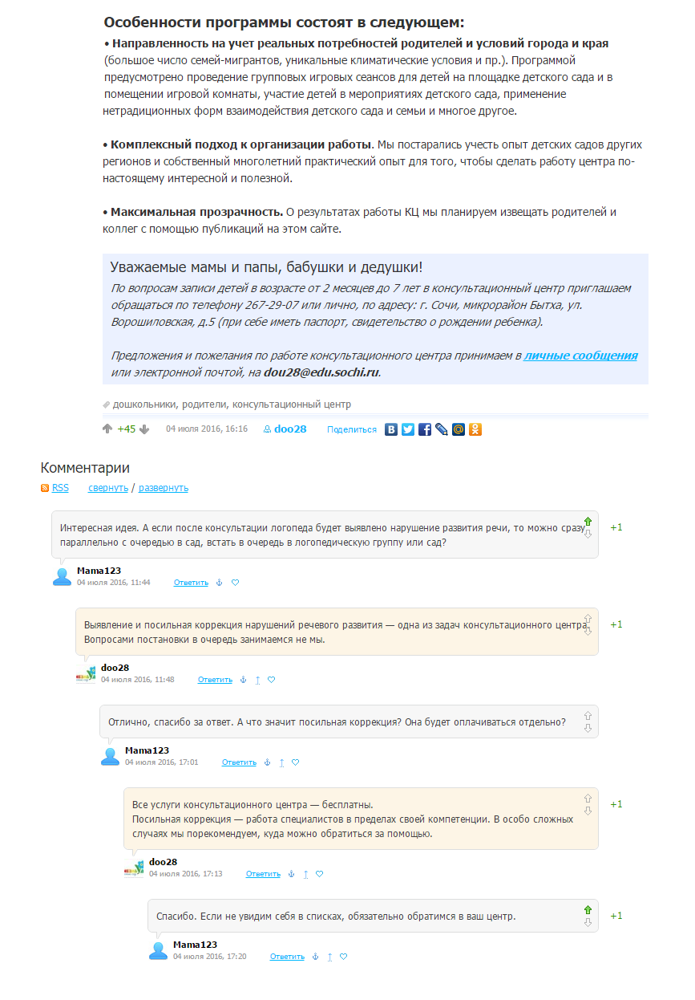 Особенности программы состоят в следующем:
• Направленность на учет реальных потребностей родителей и условий города и края
(большое число семей-мигрантов, уникальные климатические условия и пр.). Программой
предусмотрено проведение групповых игровых сеансов для детей на площадке детского сада и в
помещении игровой комнаты, участие детей в мероприятиях детского сада, применение
нетрадиционных форм взаимодействия детского сада и семьи и многое другое.
• Комплексный подход к организации работы. Мы постарались учесть опыт детских садов других
регионов и собственный многолетний практический опыт для того, чтобы сделать работу центра по-
настоящему интересной и полезной.
• Максимальная прозрачность. О результатах работы КЦ мы планируем извещать родителей и
коллег с помощью публикаций на этом сайте.
Уважаемые мамы и папы, бабушки и дедушки!
По вопросам записи детей в возрасте от 2 месяцев до 7 лет в консультационный центр приглашаем
обращаться по телефону 267-29-07 или лично, по адресу: г. Сочи, микрорайон Бытха, ул.
Ворошиловская, д.5 (при себе иметь паспорт, свидетельство о рождении ребенка).
Предложения и пожелания по работе консультационного центра принимаем в личные сообщения
или электронной почтой, на dou28@edu.sochi.ru.
дошкольники, родители, консультационный центр
+45 04 июля 2016, 16:16 doo28 Поделиться
Комментарии
RSS свернуть / развернуть
Интересная идея. А если после консультации логопеда будет выявлено нарушение развития речи, то можно сразу,
параллельно с очередью в сад, встать в очередь в логопедическую группу или сад?
+1
Mama123
04 июля 2016, 11:44 Ответить
Выявление и посильная коррекция нарушений речевого развития — одна из задач консультационного центра.
Вопросами постановки в очередь занимаемся не мы.
+1
doo28
04 июля 2016, 11:48 Ответить
Отлично, спасибо за ответ. А что значит посильная коррекция? Она будет оплачиваться отдельно?
Mama123
04 июля 2016, 17:01 Ответить
Все услуги консультационного центра — бесплатны.
Посильная коррекция — работа специалистов в пределах своей компетенции. В особо сложных
случаях мы порекомендуем, куда можно обратиться за помощью.
+1
doo28
04 июля 2016, 17:13 Ответить
Спасибо. Если не увидим себя в списках, обязательно обратимся в ваш центр.
+1
Mama123
04 июля 2016, 17:20 Ответить